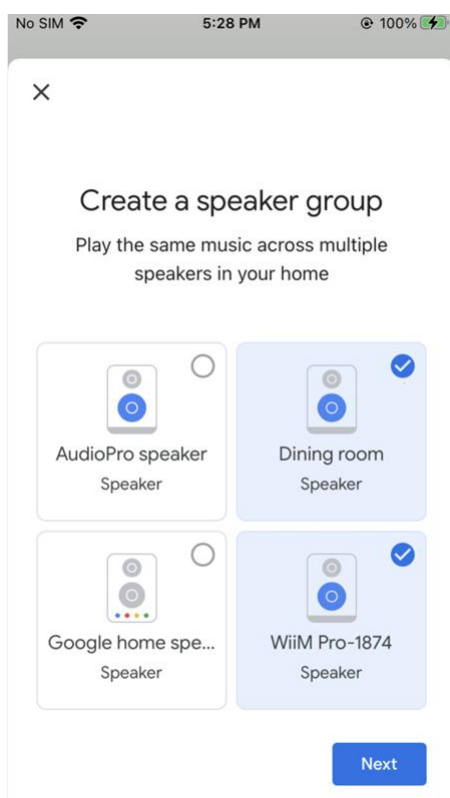 No SIM 5:28 PM 100%
Create a speaker group
Play the same music across multiple
speakers in your home
AudioPro speaker
Speaker
Dining room
Speaker
Google home spe...
Speaker
WiiM Pro-1874
Speaker
Next